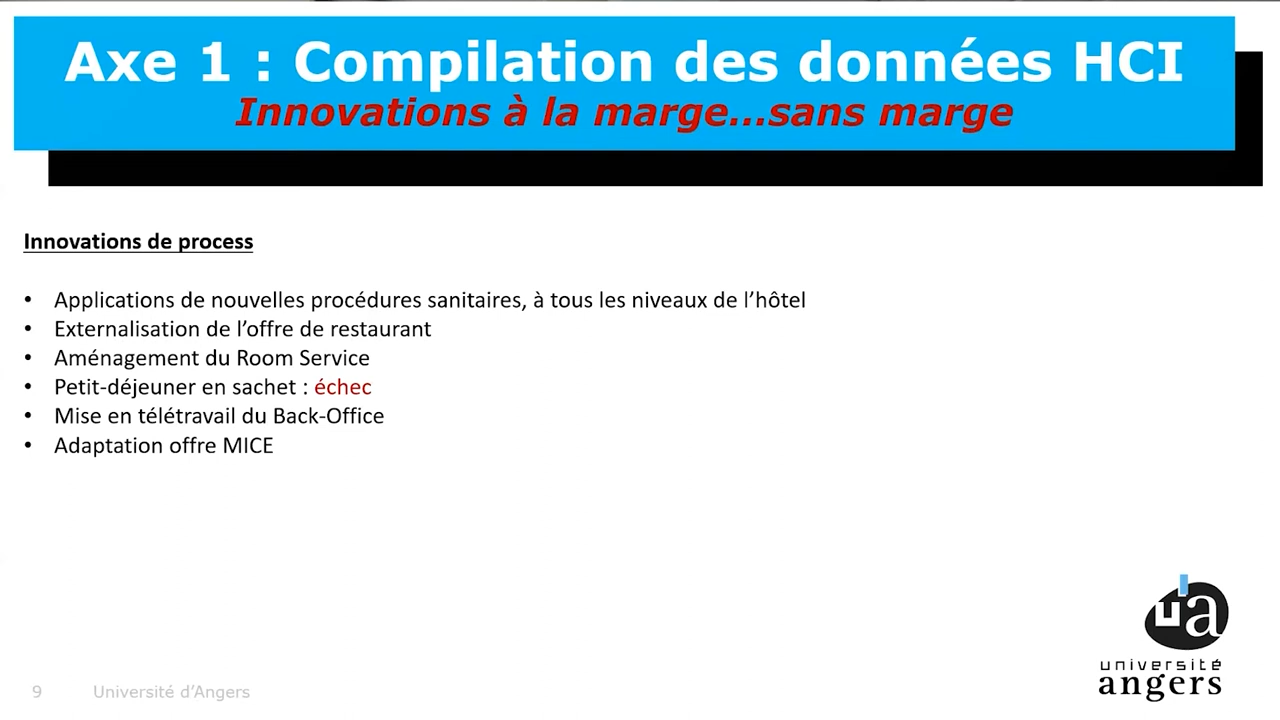 Axe 1 : Compilation des données HCI
Innovations à la marge...sans marge
Innovations de process
• Applications de nouvelles procédures sanitaires, à tous les niveaux de l'hôtel
• Externalisation de l'offre de restaurant
• Aménagement du Room Service
• Petit-déjeuner en sachet : échec
• Mise en télétravail du Back-Office
• Adaptation offre MICE
ua
université
angers
9 Université d'Angers